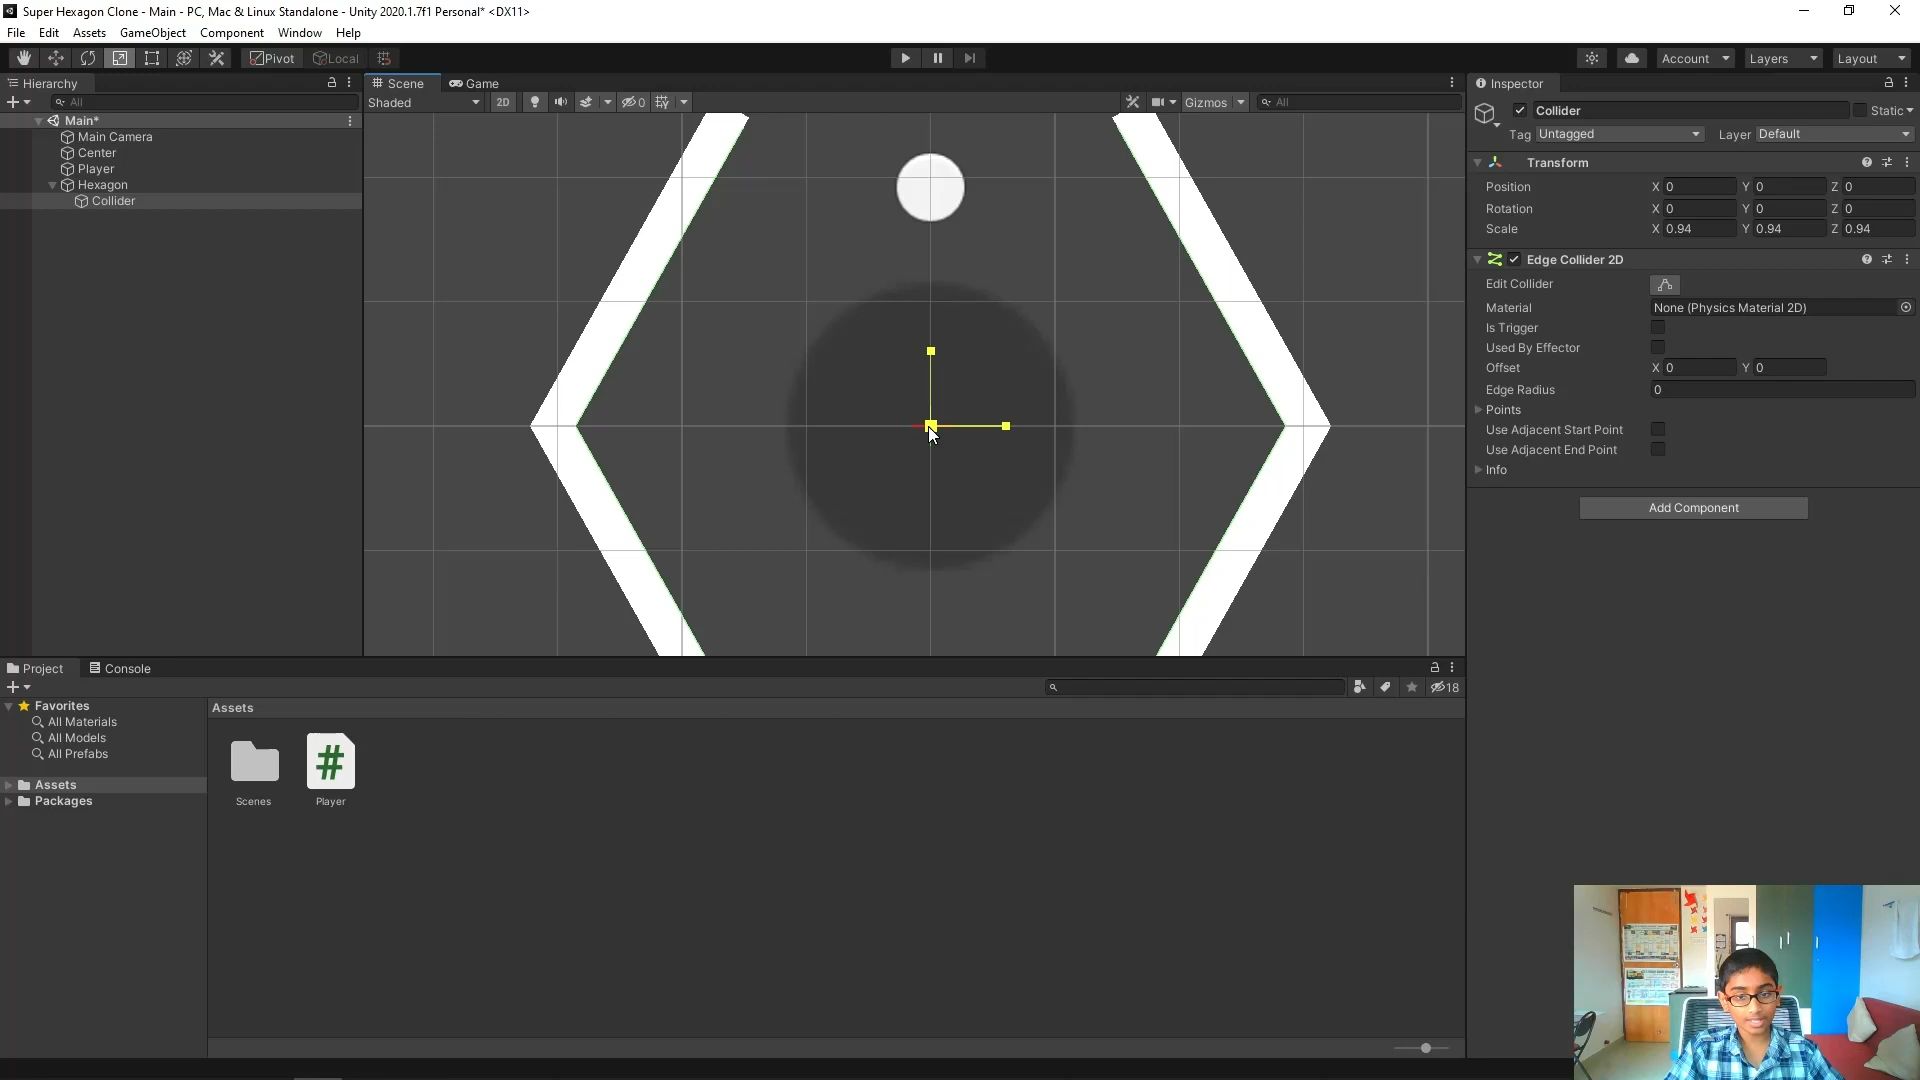 Super Hexagon Clone - Main - PC, Mac & Linux Standalone - Unity 2020.1.7f1 Personal* <DX11>
File Edit Assets GameObject Component Window Help
Pivot Local Account Layers Layout
Hierarchy
All
Main*
Main Camera
Center
Player
Hexagon
Collider
Scene Game
Shaded 2D 0 Gizmos All
Inspector
Collider Static
Tag Untagged Layer Default
Transform
Position X 0 Y 0 Z 0
Rotation X 0 Y 0 Z 0
Scale X 0.94 Y 0.94 Z 0.94
Edge Collider 2D
Edit Collider
Material None (Physics Material 2D)
Is Trigger
Used By Effector
Offset X 0 Y 0
Edge Radius 0
Points
Use Adjacent Start Point
Use Adjacent End Point
Info
Add Component
Project Console
18
Favorites
All Materials
All Models
All Prefabs
Assets
Packages
Assets
#
Scenes Player